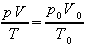 pV/T = p₀V₀/T₀